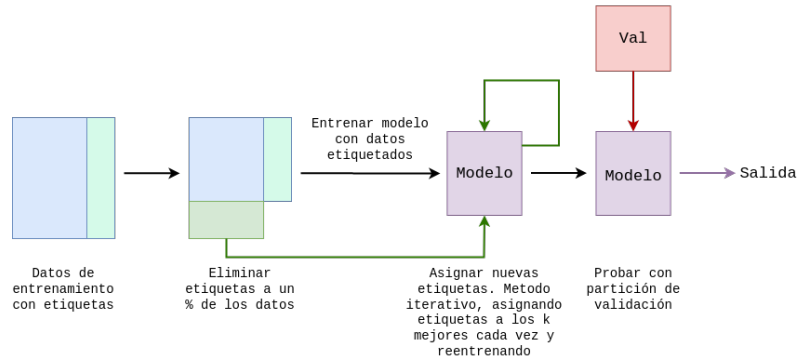 Val
Entrenar modelo
con datos
etiquetados
Modelo
Modelo
Salida
Datos de
entrenamiento
con etiquetas
Eliminar
etiquetas a un
% de los datos
Asignar nuevas
etiquetas. Metodo
iterativo, asignando
etiquetas a los k
mejores cada vez y
reentrenando
Probar con
partición de
validación